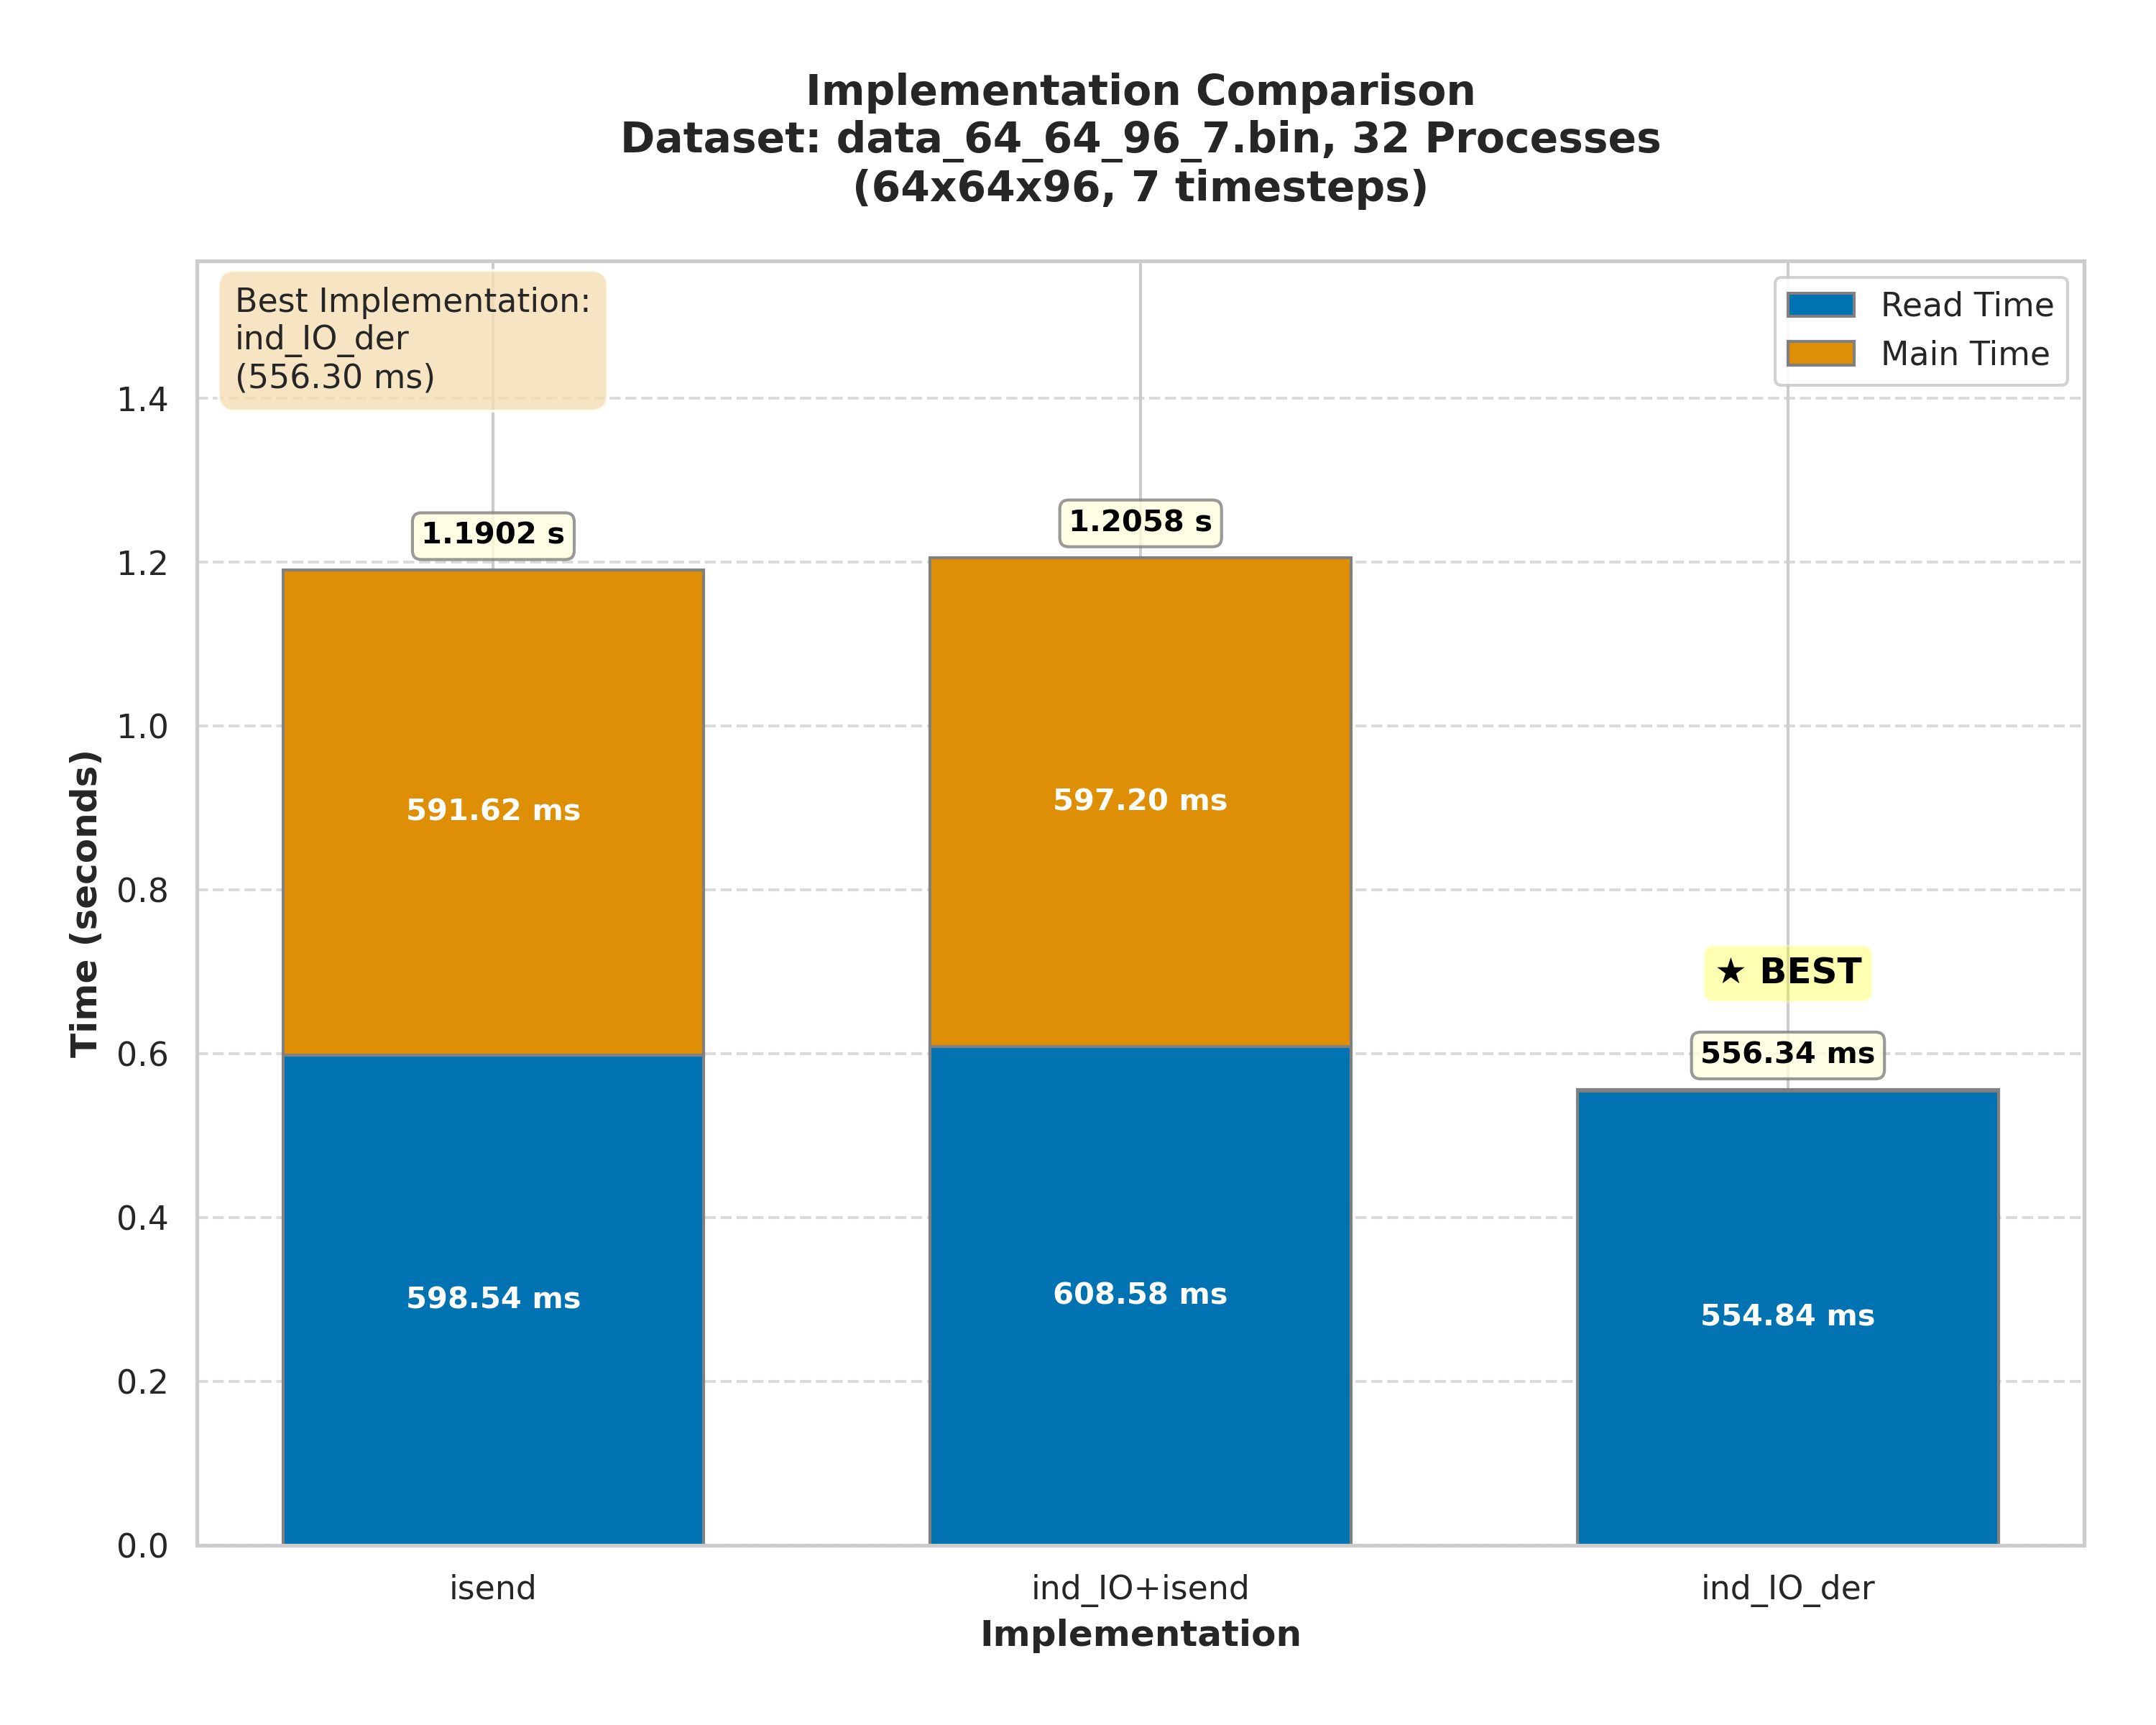 Implementation Comparison
Dataset: data_64_64_96_7.bin, 32 Processes
(64x64x96, 7 timesteps)
Best Implementation:
ind_IO_der
(556.30 ms)
Read Time
Main Time
1.4
1.2
1.0
0.8
0.6
0.4
0.2
0.0
Time (seconds)
1.1902 s
591.62 ms
598.54 ms
1.2058 s
597.20 ms
608.58 ms
★ BEST
556.34 ms
554.84 ms
isend
ind_IO+isend
ind_IO_der
Implementation